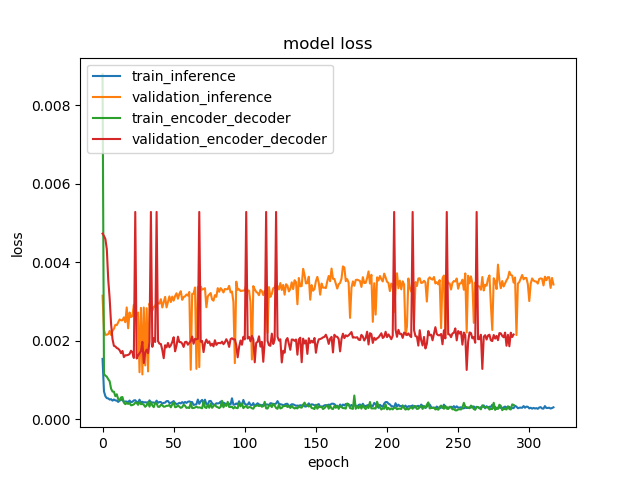 model loss
train_inference
validation_inference
train_encoder_decoder
validation_encoder_decoder
0.008
0.006
0.004
0.002
0.000
loss
0 50 100 150 200 250 300
epoch